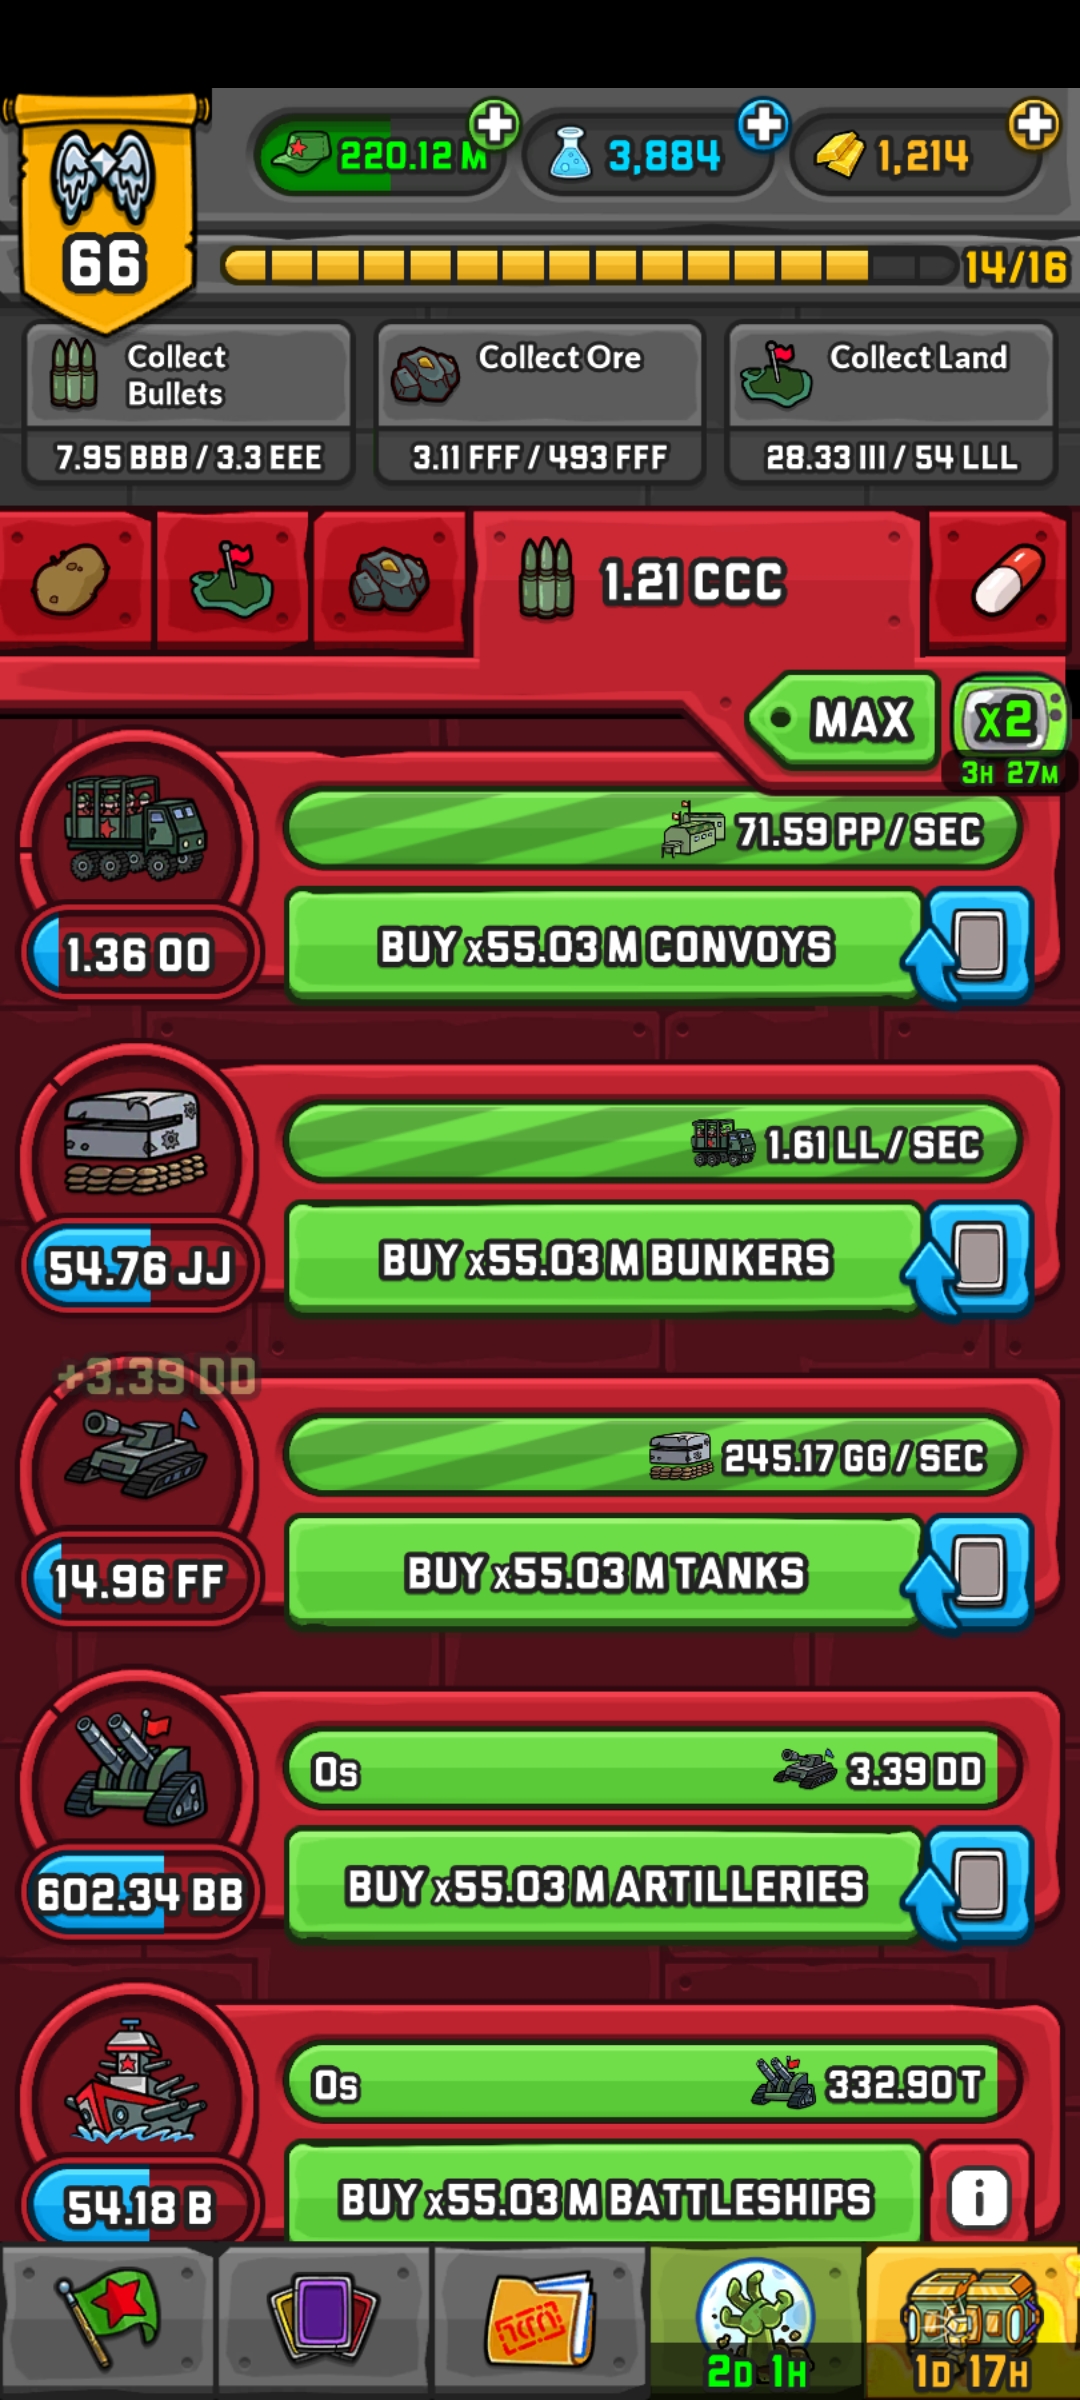 220.12 M
3,884
1,214
66
14/16
Collect
Bullets
7.95 BBB / 3.3 EEE
Collect Ore
3.11 FFF / 493 FFF
Collect Land
28.33 III / 54 LLL
1.21 CCC
MAX
x2
3H 27M
71.59 PP / SEC
1.36 OO
BUY x55.03 M CONVOYS
1.61 LL / SEC
54.76 JJ
BUY x55.03 M BUNKERS
+3.39 DD
245.17 GG / SEC
14.96 FF
BUY x55.03 M TANKS
0s
3.39 DD
602.34 BB
BUY x55.03 M ARTILLERIES
0s
332.90 T
54.18 B
BUY x55.03 M BATTLESHIPS
i
2D 1H
1D 17H